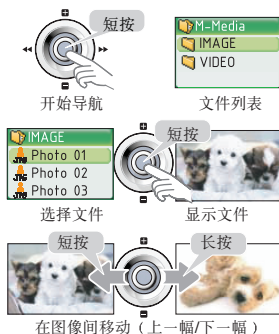 短按
M-Media
IMAGE
VIDEO
开始导航
文件列表
IMAGE
Photo 01
Photo 02
Photo 03
短按
选择文件
显示文件
短按
长按
在图像间移动（上一幅/下一幅）